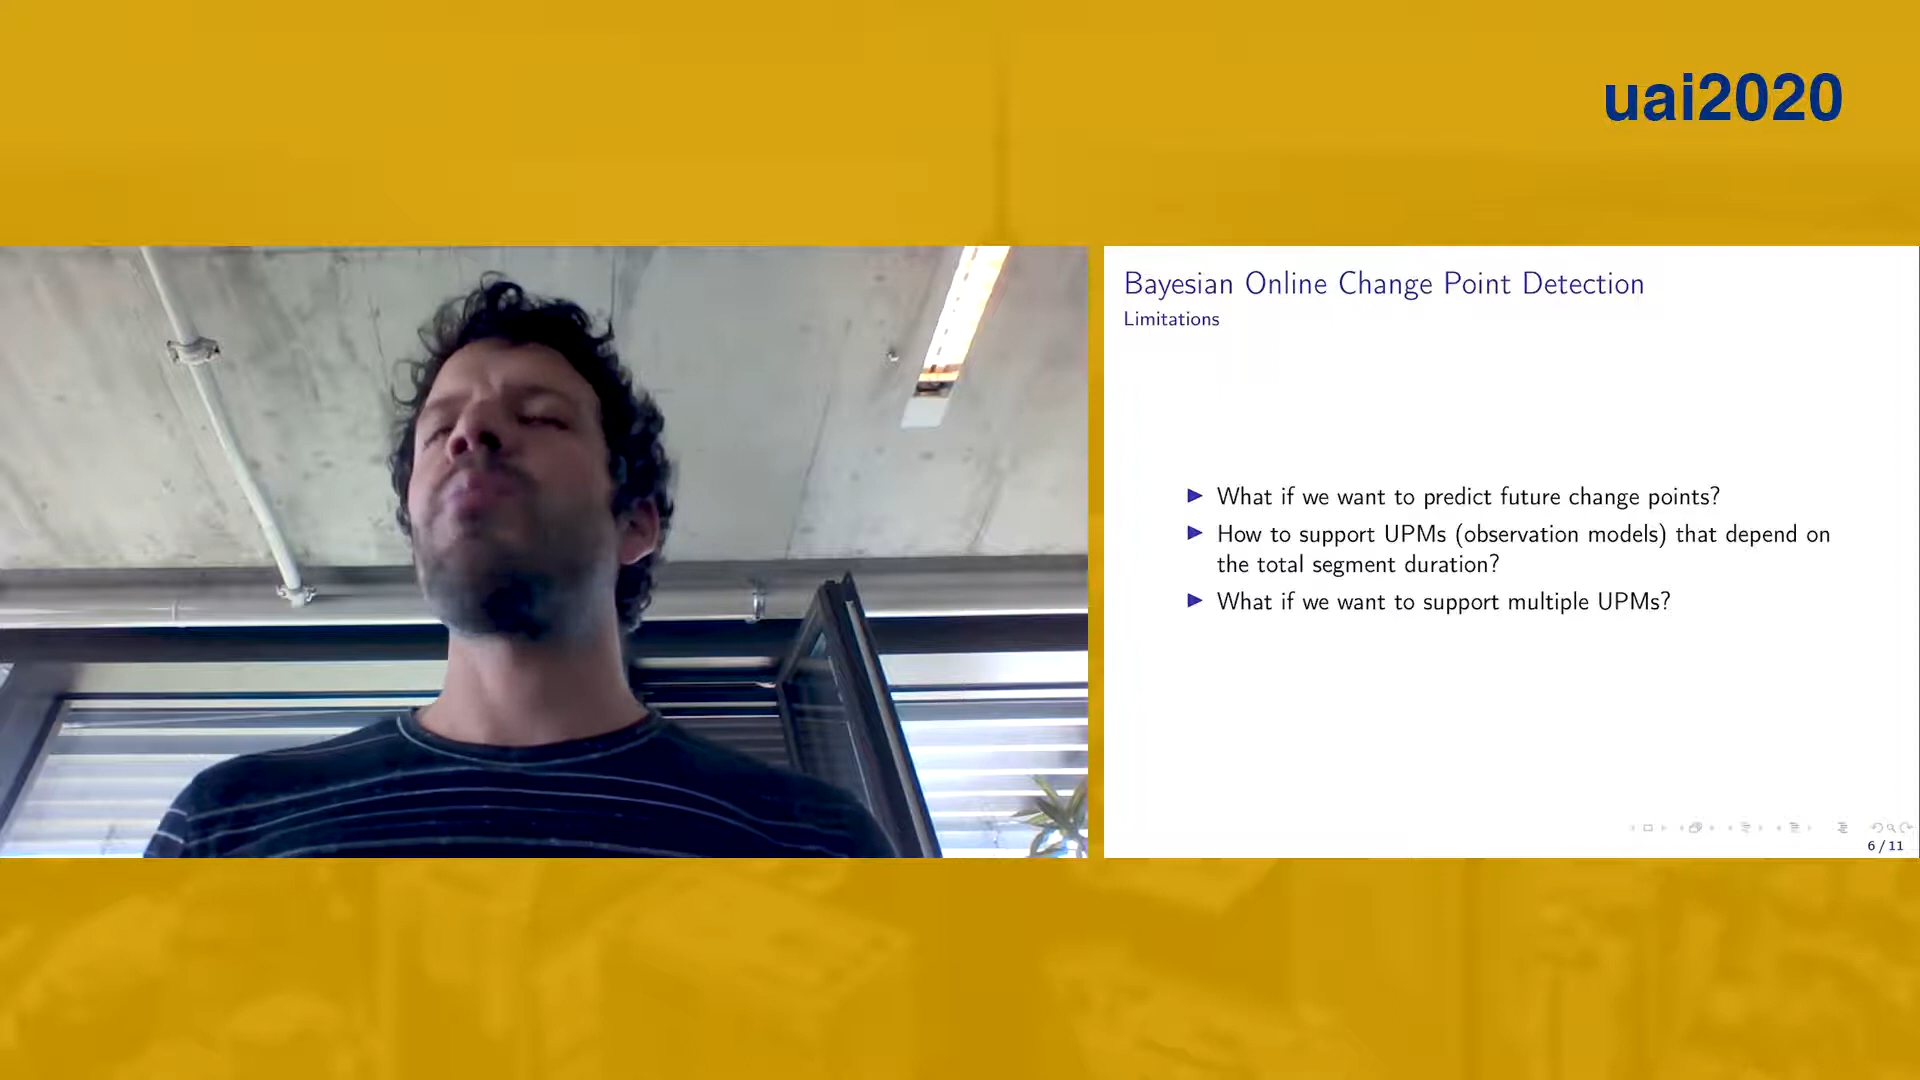 uai2020
Bayesian Online Change Point Detection
Limitations
What if we want to predict future change points?
How to support UPMs (observation models) that depend on
the total segment duration?
What if we want to support multiple UPMs?
6 / 11